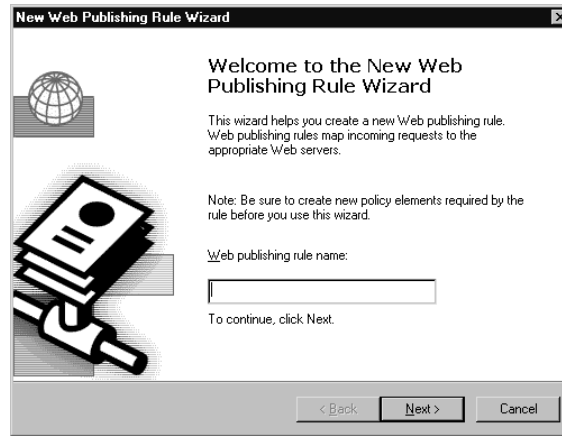 New Web Publishing Rule Wizard
Welcome to the New Web
Publishing Rule Wizard
This wizard helps you create a new Web publishing rule.
Web publishing rules map incoming requests to the
appropriate Web servers.
Note: Be sure to create new policy elements required by the
rule before you use this wizard.
Web publishing rule name:
To continue, click Next.
< Back Next > Cancel